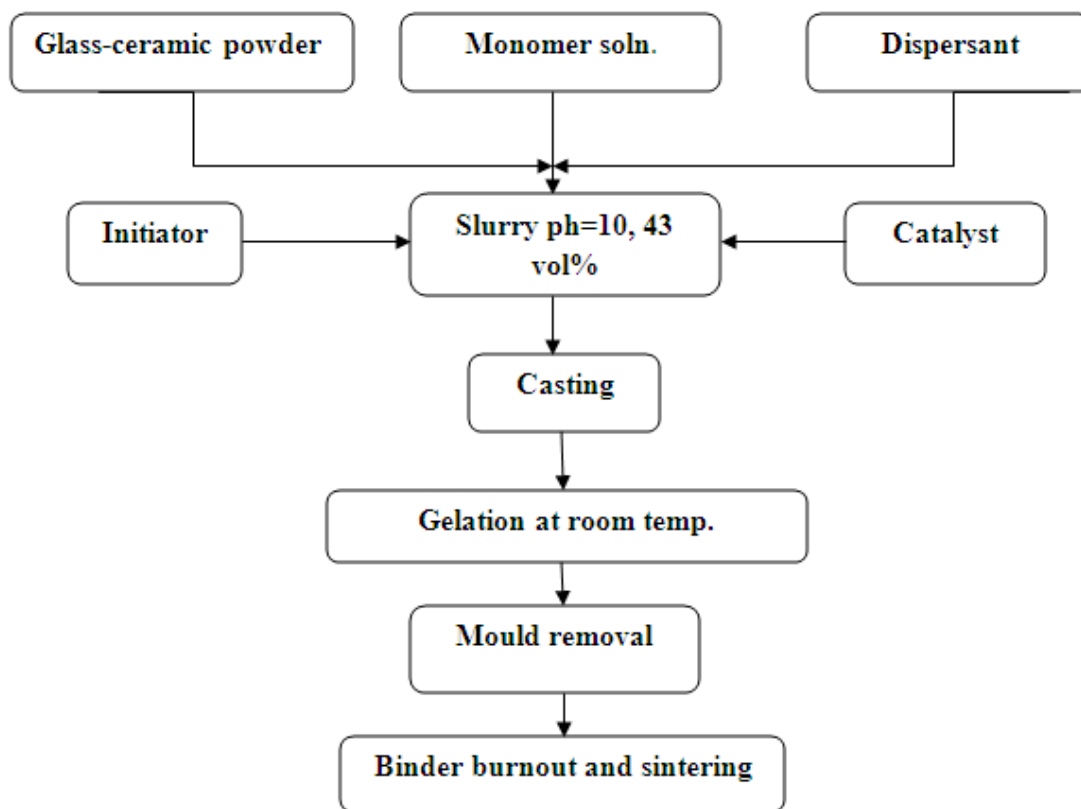 Glass-ceramic powder
Monomer soln.
Dispersant
Initiator
Slurry ph=10, 43
vol%
Catalyst
Casting
Gelation at room temp.
Mould removal
Binder burnout and sintering